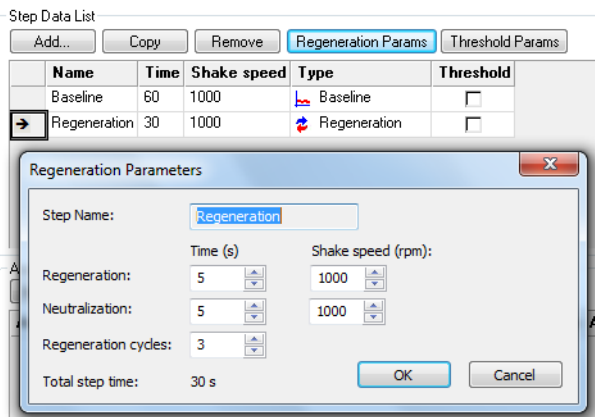 Step Data List
Add... Copy Remove Regeneration Params Threshold Params
Name Time Shake speed Type Threshold
Baseline 60 1000 Baseline
Regeneration 30 1000 Regeneration
Regeneration Parameters
Step Name: Regeneration
Time (s) Shake speed (rpm):
Regeneration: 5 1000
Neutralization: 5 1000
Regeneration cycles: 3
Total step time: 30 s
OK Cancel